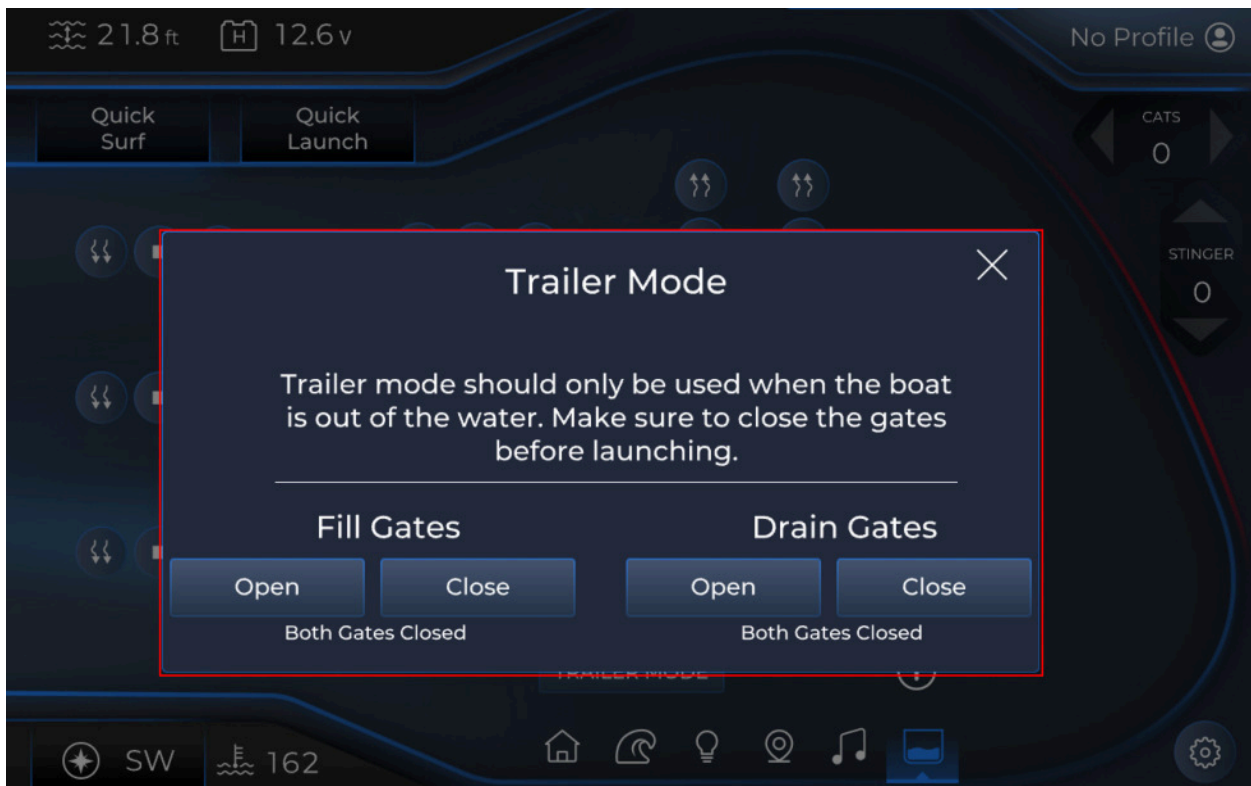 21.8 ft
H 12.6 v
No Profile
Quick
Surf
Quick
Launch
CATS
0
STINGER
0
Trailer Mode
Trailer mode should only be used when the boat
is out of the water. Make sure to close the gates
before launching.
Fill Gates
Drain Gates
Open
Close
Open
Close
Both Gates Closed
Both Gates Closed
TRAILER MODE
SW
162